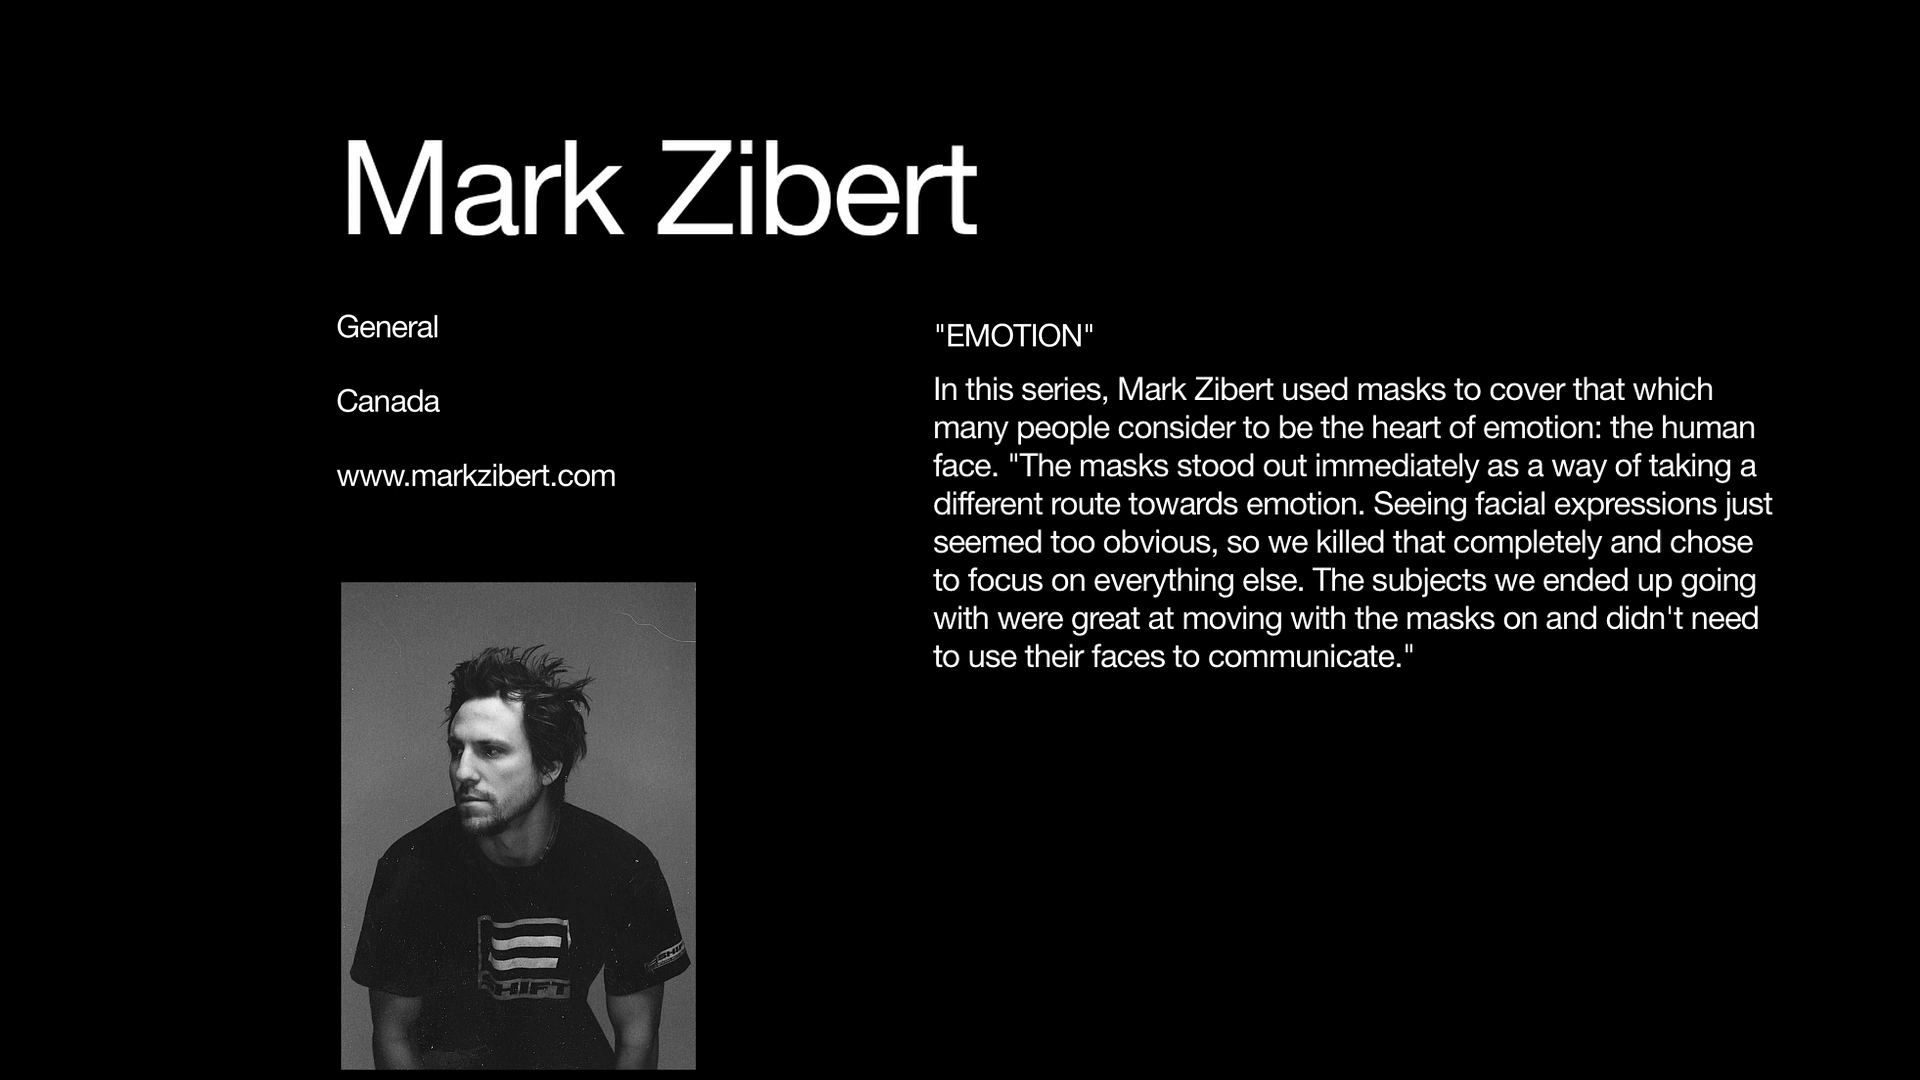 Mark Zibert
General
Canada
www.markzibert.com
"EMOTION"
In this series, Mark Zibert used masks to cover that which
many people consider to be the heart of emotion: the human
face. "The masks stood out immediately as a way of taking a
different route towards emotion. Seeing facial expressions just
seemed too obvious, so we killed that completely and chose
to focus on everything else. The subjects we ended up going
with were great at moving with the masks on and didn't need
to use their faces to communicate."
SHIFT